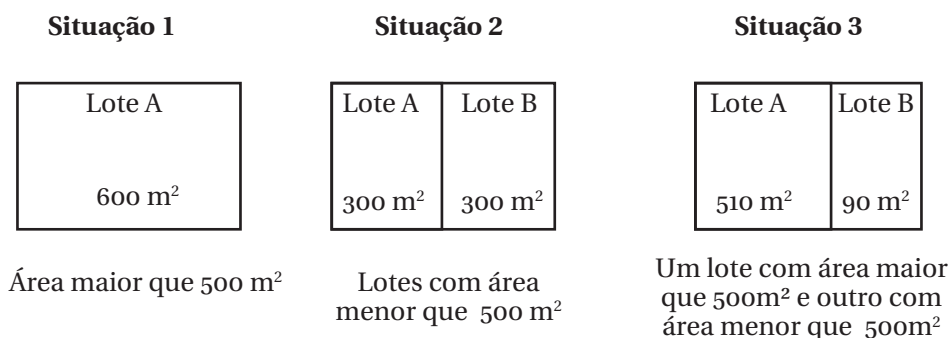 Situação 1
Situação 2
Situação 3
Lote A
600 m²
Lote A
Lote B
300 m²
300 m²
Lote A
Lote B
510 m²
90 m²
Área maior que 500 m²
Lotes com área
menor que 500 m²
Um lote com área maior
que 500m² e outro com
área menor que 500m²